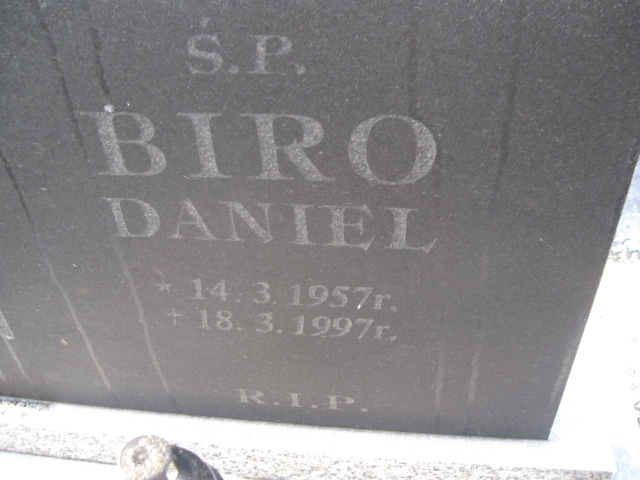 Ś.P.
BIRO
DANIEL
* 14.3.1957r.
+ 18.3.1997r.
R.I.P.